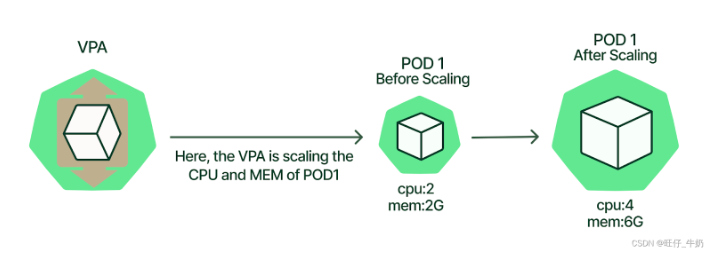 VPA
Here, the VPA is scaling the
CPU and MEM of POD1
POD 1
Before Scaling
cpu:2
mem:2G
POD 1
After Scaling
cpu:4
mem:6G
CSDN @旺仔_牛奶